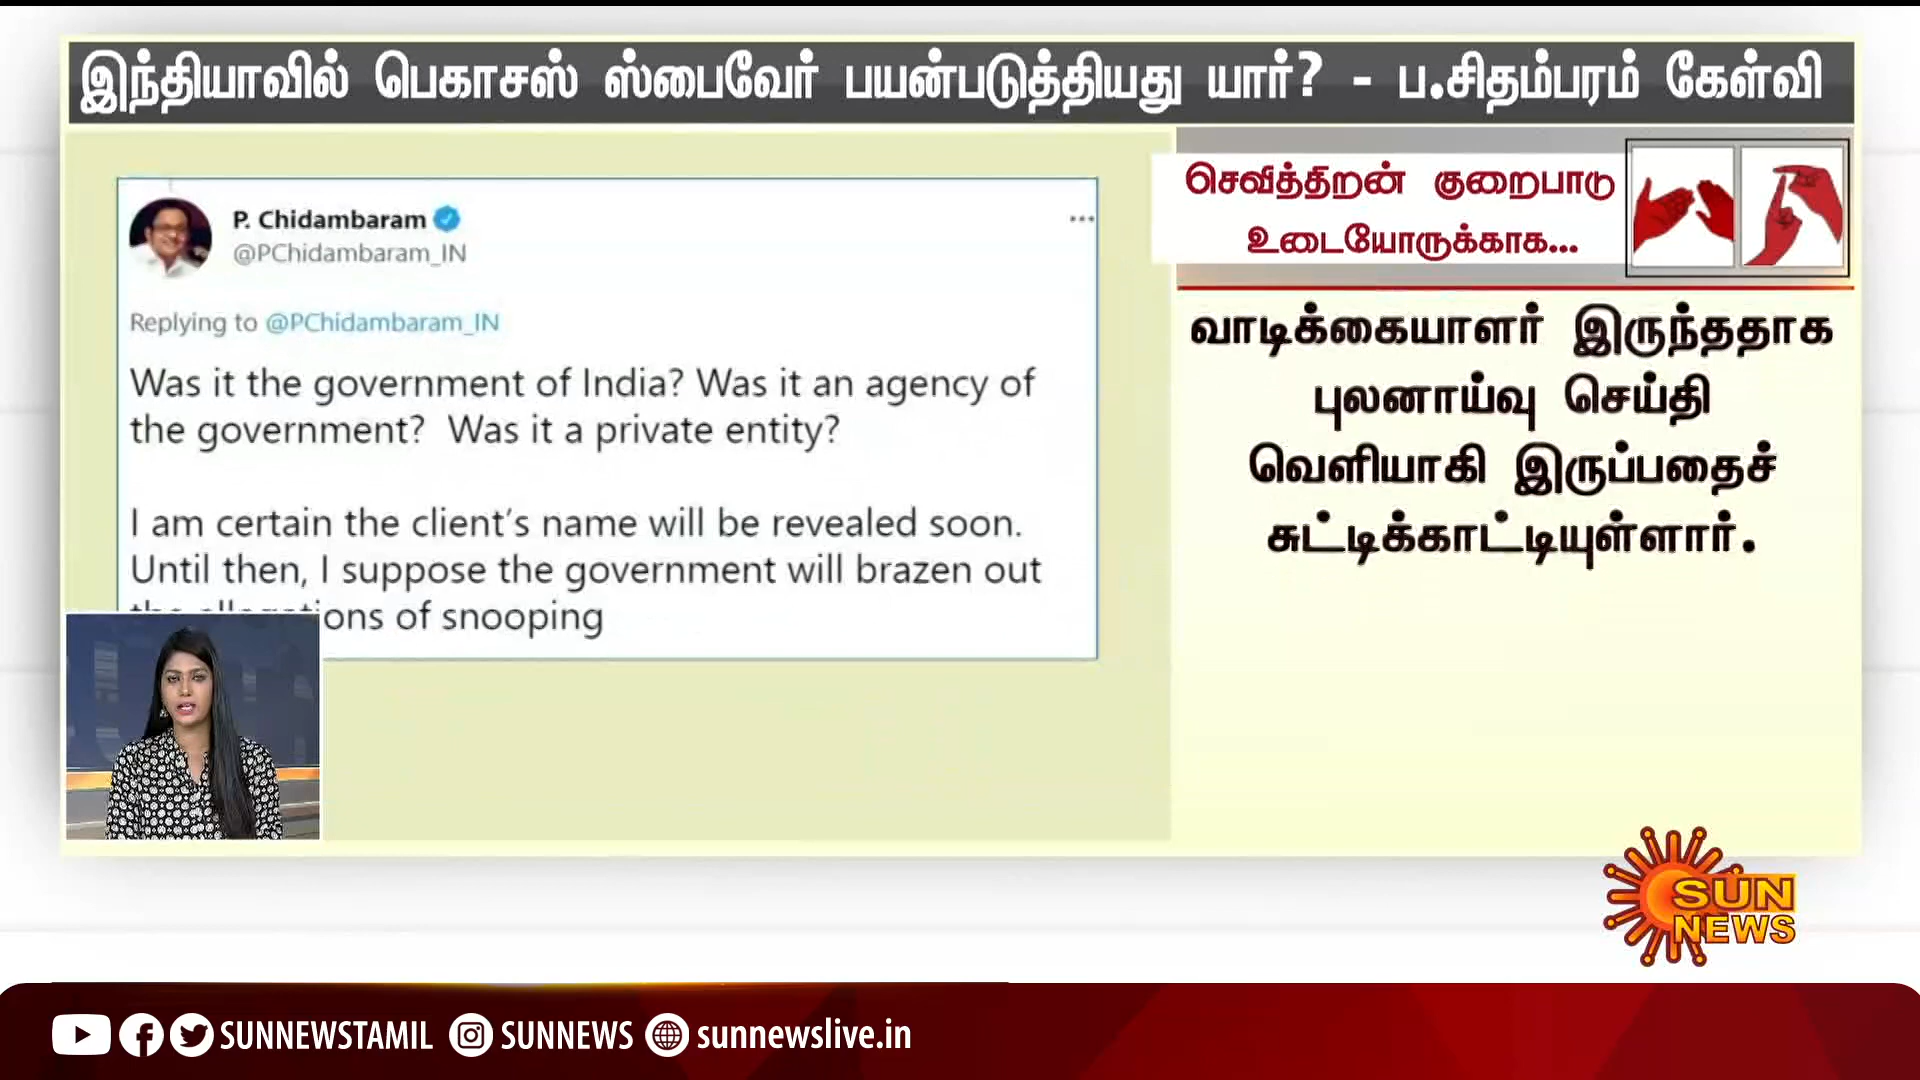 இந்தியாவில் பெகாசஸ் ஸ்பைவேர் பயன்படுத்தியது யார்? - ப.சிதம்பரம் கேள்வி
P. Chidambaram
@PChidambaram_IN
Replying to @PChidambaram_IN
Was it the government of India? Was it an agency of
the government? Was it a private entity?
I am certain the client's name will be revealed soon.
Until then, I suppose the government will brazen out
of snooping
செவித்திறன் குறைபாடு
உடையோருக்காக...
வாடிக்கையாளர் இருந்ததாக
புலனாய்வு செய்தி
வெளியாகி இருப்பதைச்
சுட்டிக்காட்டியுள்ளார்.
SUN
NEWS
SUNNEWSTAMIL SUNNEWS sunnewslive.in